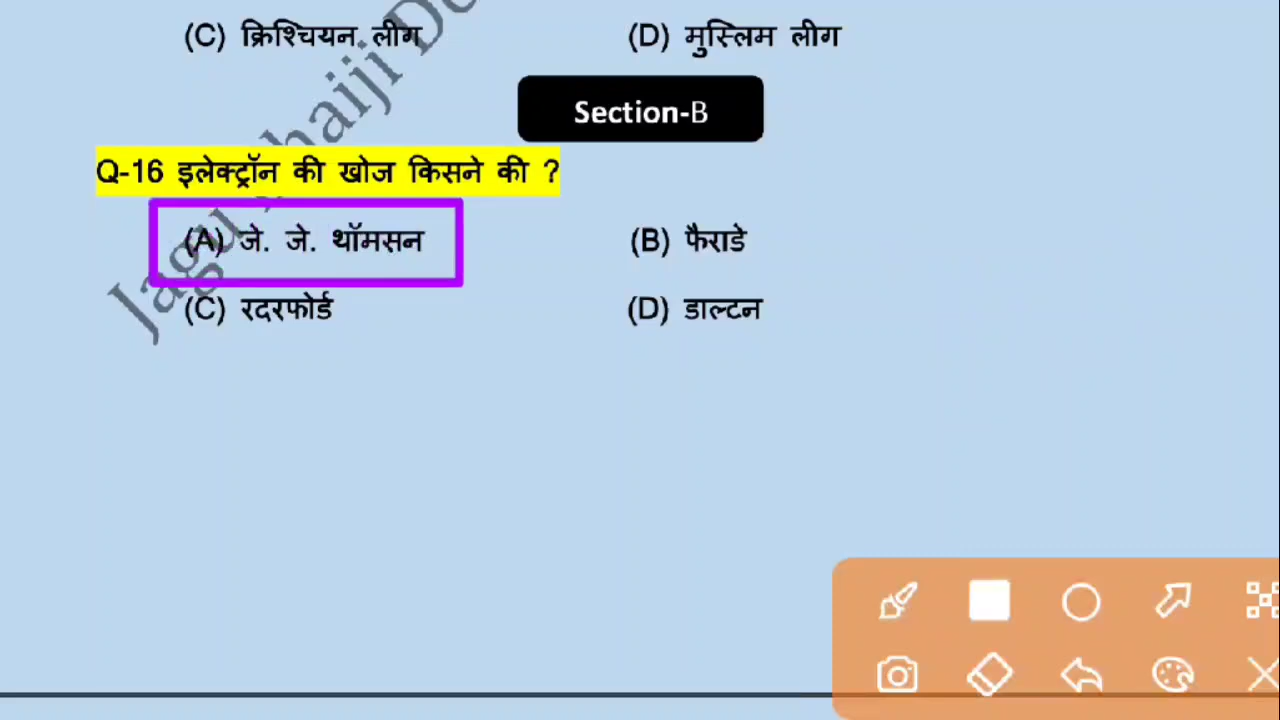 (C) क्रिश्चियन लीग (D) मुस्लिम लीग
Section-B
Q-16 इलेक्ट्रॉन की खोज किसने की ?
(A) जे. जे. थॉमसन (B) फैराडे
(C) रदरफोर्ड (D) डाल्टन